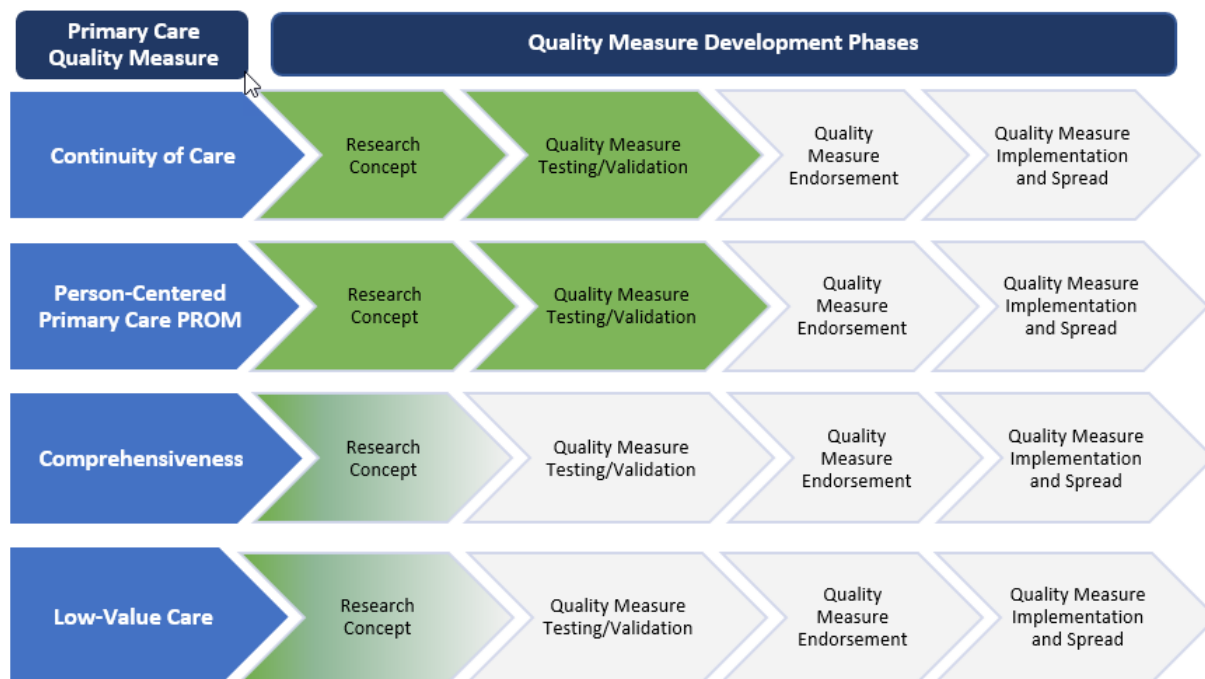 Primary Care
Quality Measure
Quality Measure Development Phases
Continuity of Care
Research
Concept
Quality Measure
Testing/Validation
Quality
Measure
Endorsement
Quality Measure
Implementation
and Spread
Person-Centered
Primary Care PROM
Research
Concept
Quality Measure
Testing/Validation
Quality
Measure
Endorsement
Quality Measure
Implementation
and Spread
Comprehensiveness
Research
Concept
Quality Measure
Testing/Validation
Quality
Measure
Endorsement
Quality Measure
Implementation
and Spread
Low-Value Care
Research
Concept
Quality Measure
Testing/Validation
Quality
Measure
Endorsement
Quality Measure
Implementation
and Spread